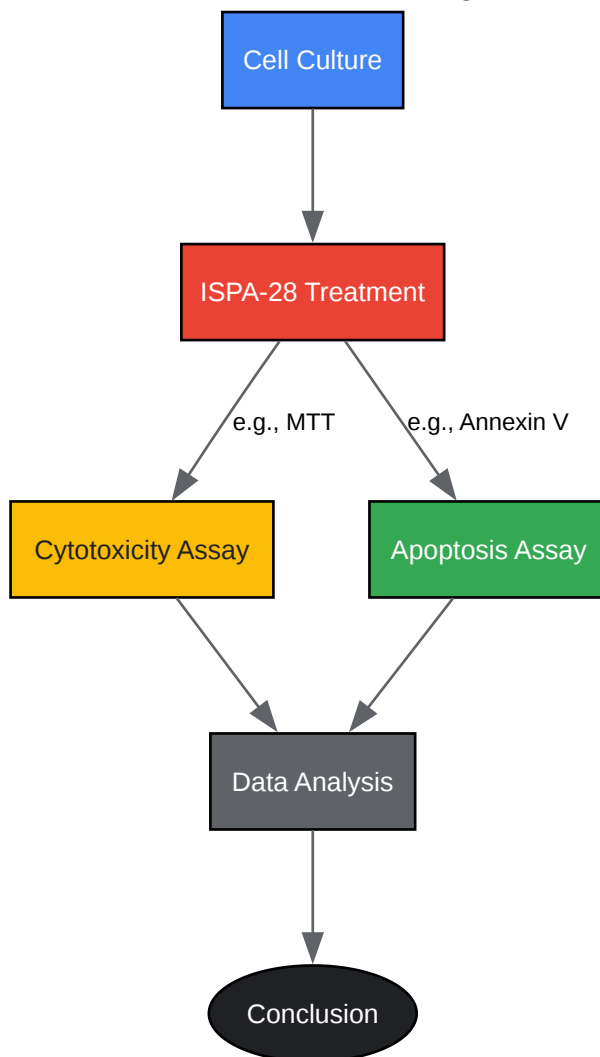 Cell Culture
ISPA-28 Treatment
e.g., MTT
e.g., Annexin V
Cytotoxicity Assay
Apoptosis Assay
Data Analysis
Conclusion